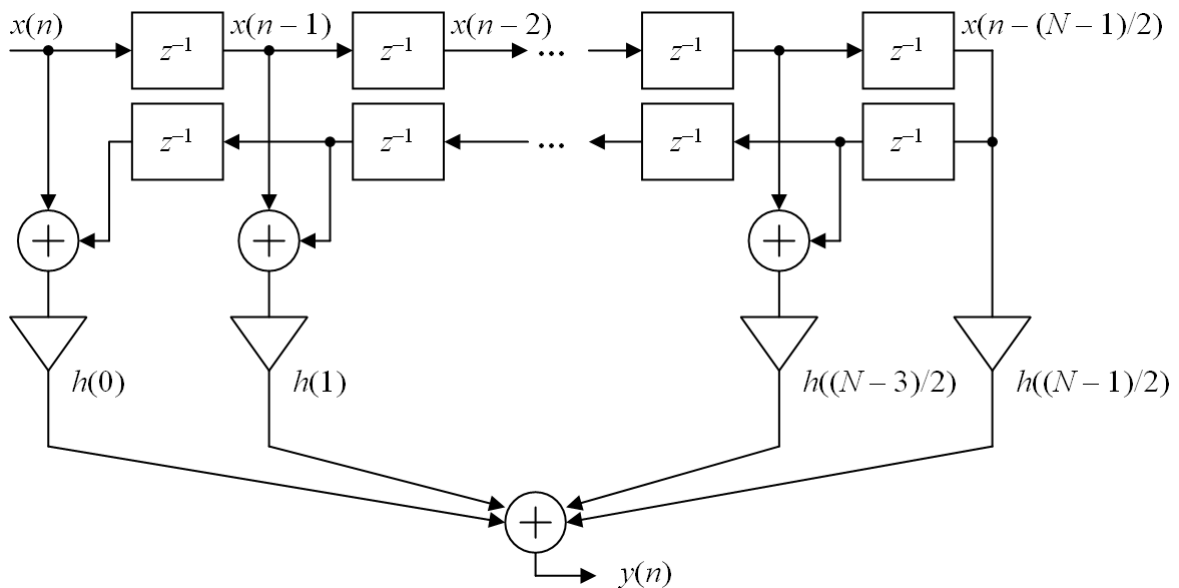 x(n) x(n – 1) x(n – 2) x(n – (N – 1)/2)
z⁻¹ z⁻¹ ... z⁻¹ z⁻¹
z⁻¹ z⁻¹ ... z⁻¹ z⁻¹
+ + +
h(0) h(1) h((N – 3)/2) h((N – 1)/2)
+
y(n)